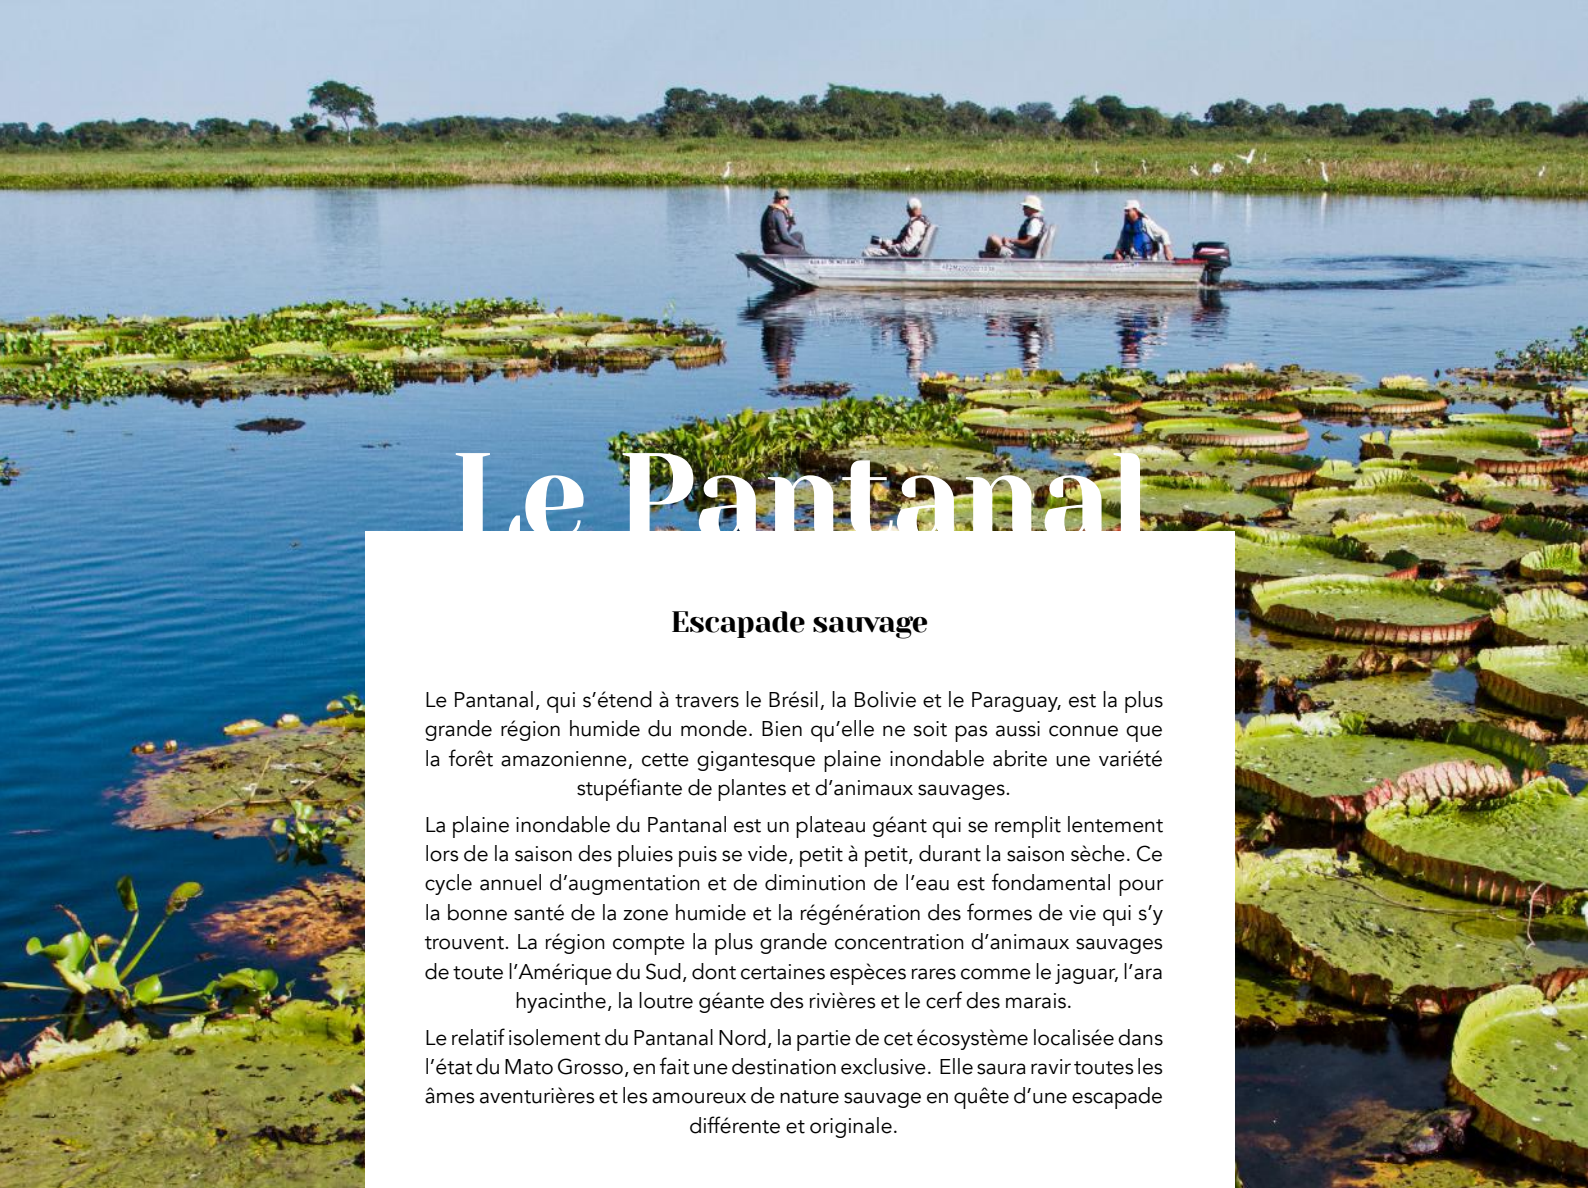 Le Pantanal
Escapade sauvage
Le Pantanal, qui s’étend à travers le Brésil, la Bolivie et le Paraguay, est la plus
grande région humide du monde. Bien qu’elle ne soit pas aussi connue que
la forêt amazonienne, cette gigantesque plaine inondable abrite une variété
stupéfiante de plantes et d’animaux sauvages.
La plaine inondable du Pantanal est un plateau géant qui se remplit lentement
lors de la saison des pluies puis se vide, petit à petit, durant la saison sèche. Ce
cycle annuel d’augmentation et de diminution de l’eau est fondamental pour
la bonne santé de la zone humide et la régénération des formes de vie qui s’y
trouvent. La région compte la plus grande concentration d’animaux sauvages
de toute l’Amérique du Sud, dont certaines espèces rares comme le jaguar, l’ara
hyacinthe, la loutre géante des rivières et le cerf des marais.
Le relatif isolement du Pantanal Nord, la partie de cet écosystème localisée dans
l’état du Mato Grosso, en fait une destination exclusive. Elle saura ravir toutes les
âmes aventurières et les amoureux de nature sauvage en quête d’une escapade
différente et originale.